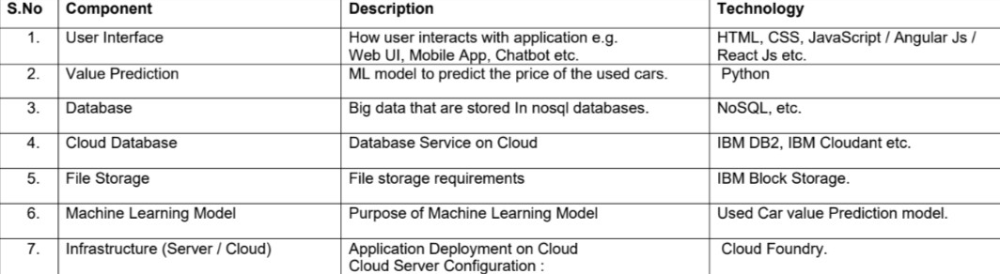 S.No Component Description Technology
1. User Interface How user interacts with application e.g. HTML, CSS, JavaScript / Angular Js /
Web UI, Mobile App, Chatbot etc. React Js etc.
2. Value Prediction ML model to predict the price of the used cars. Python
3. Database Big data that are stored In nosql databases. NoSQL, etc.
4. Cloud Database Database Service on Cloud IBM DB2, IBM Cloudant etc.
5. File Storage File storage requirements IBM Block Storage.
6. Machine Learning Model Purpose of Machine Learning Model Used Car value Prediction model.
7. Infrastructure (Server / Cloud) Application Deployment on Cloud Cloud Foundry.
Cloud Server Configuration :